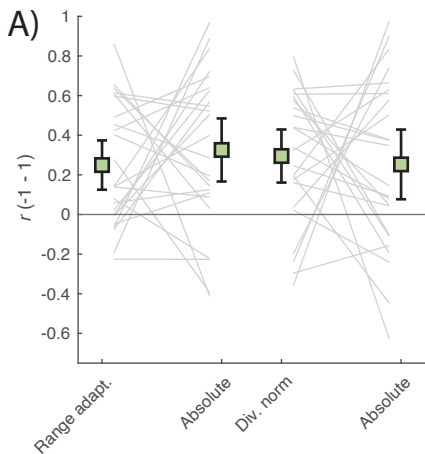 A)
1
0.8
0.6
0.4
0.2
0
-0.2
-0.4
-0.6
r (-1 - 1)
Range adapt.
Absolute
Div. norm
Absolute